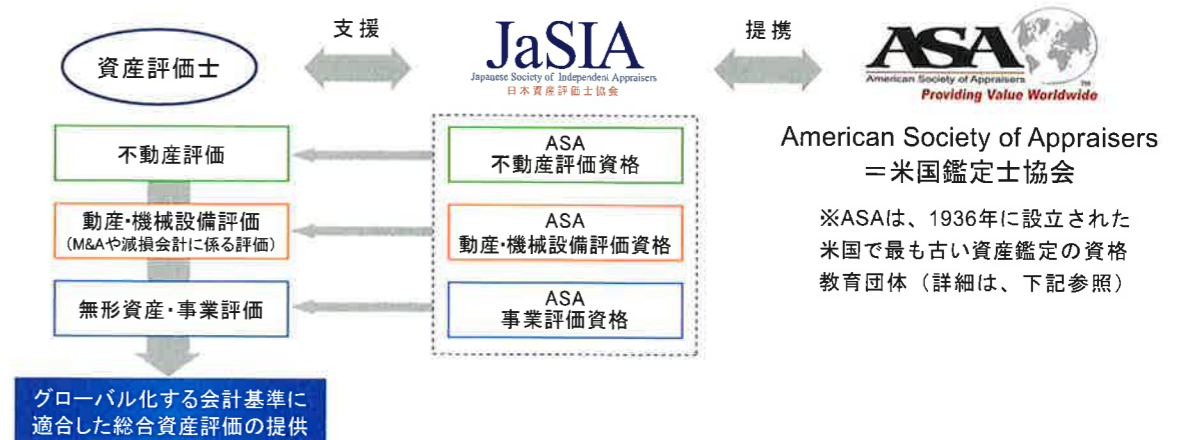 支援
提携
資産評価士
JaSIA
Japanese Society of Independent Appraisers
日本資産評価士協会
ASA
American Society of Appraisers
TM
Providing Value Worldwide
不動産評価
ASA
不動産評価資格
American Society of Appraisers
＝米国鑑定士協会
動産・機械設備評価
(M&Aや減損会計に係る評価)
ASA
動産・機械設備評価資格
※ASAは、1936年に設立された
米国で最も古い資産鑑定の資格
教育団体（詳細は、下記参照）
無形資産・事業評価
ASA
事業評価資格
グローバル化する会計基準に
適合した総合資産評価の提供